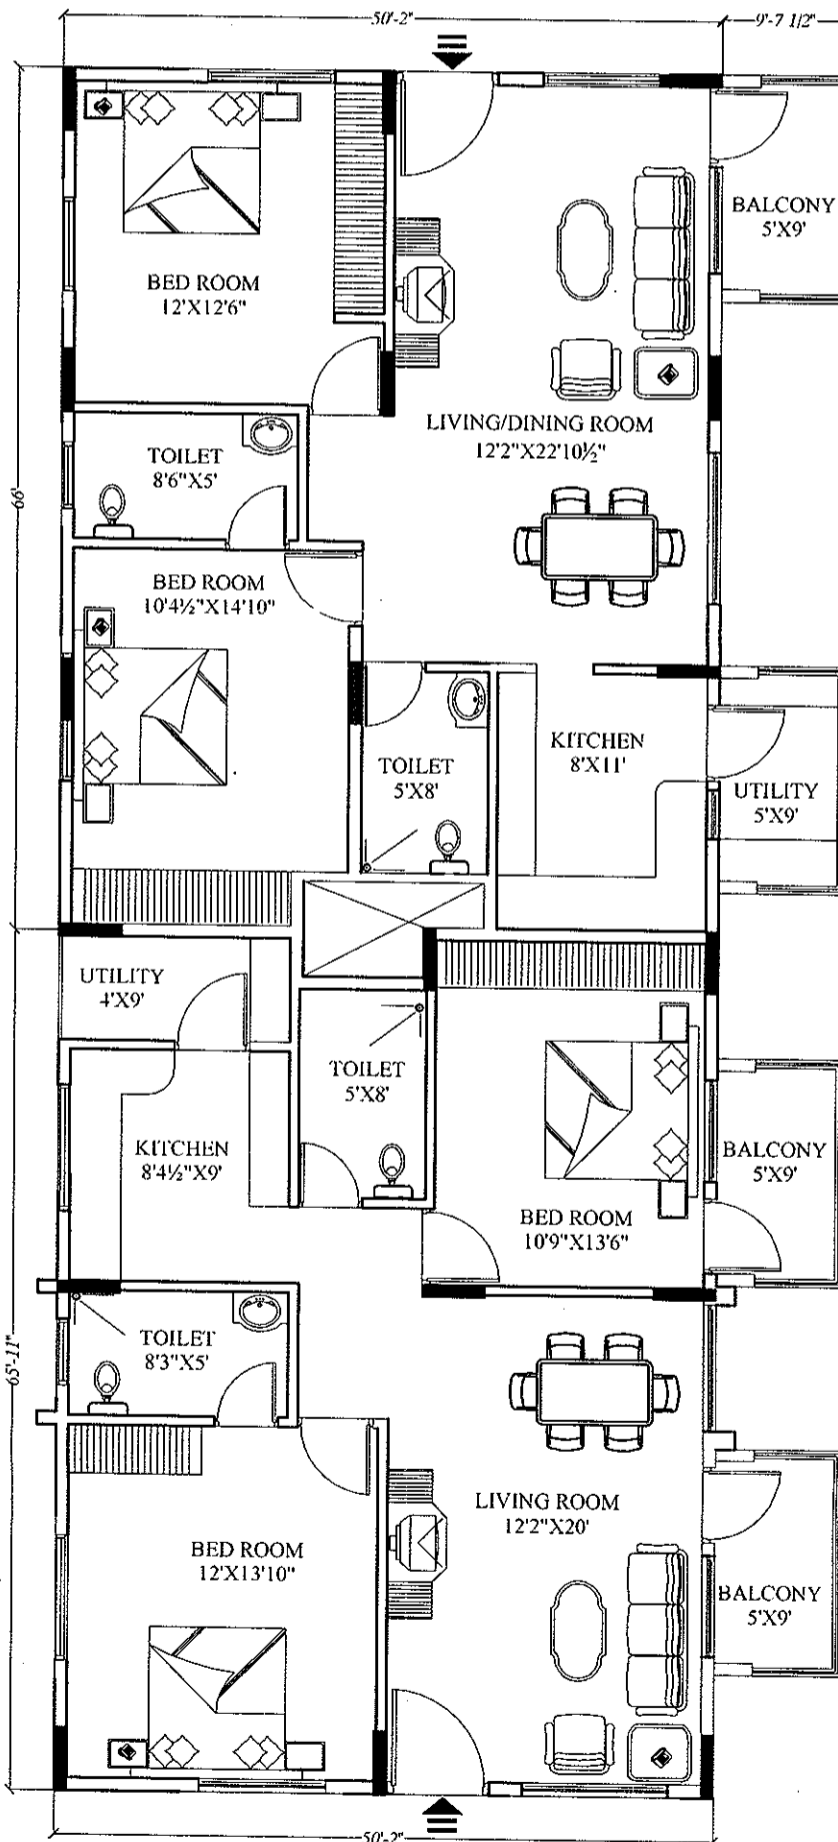 50'-2"
9'-7 1/2"
BALCONY
5'X9'
BED ROOM
12'X12'6"
LIVING/DINING ROOM
12'2"X22'10½"
TOILET
8'6"X5'
66'
BED ROOM
10'4½"X14'10"
KITCHEN
8'X11'
TOILET
5'X8'
UTILITY
5'X9'
UTILITY
4'X9'
TOILET
5'X8'
KITCHEN
8'4½"X9'
BALCONY
5'X9'
BED ROOM
10'9"X13'6"
TOILET
8'3"X5'
65'-11"
LIVING ROOM
12'2"X20'
BED ROOM
12'X13'10"
BALCONY
5'X9'
50'-2"